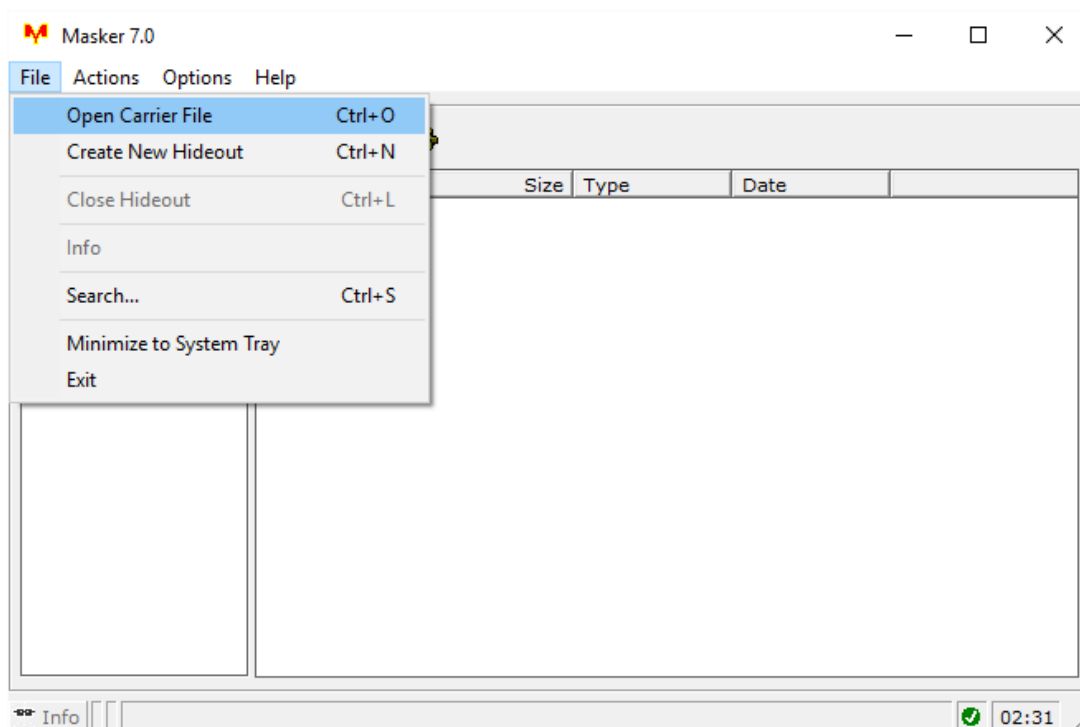 Masker 7.0
File Actions Options Help
Open Carrier File Ctrl+O
Create New Hideout Ctrl+N
Close Hideout Ctrl+L
Info
Search... Ctrl+S
Minimize to System Tray
Exit
Size Type Date
Info 02:31